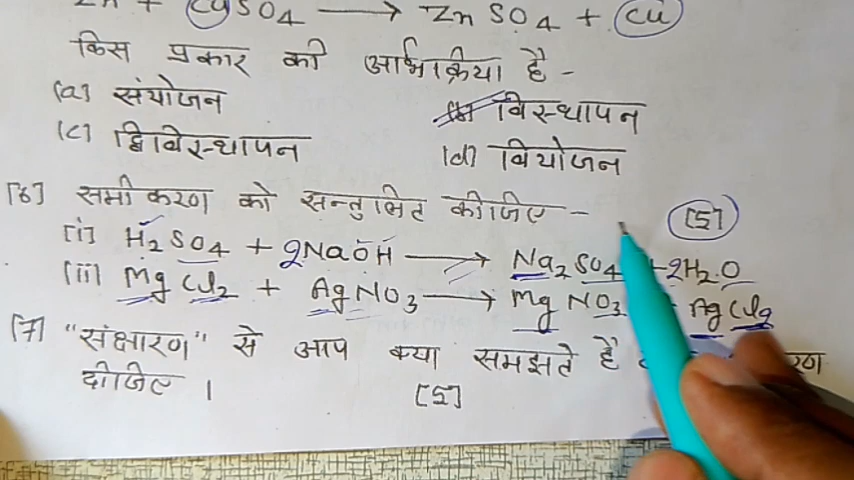 Zn + CuSO4 → ZnSO4 + Cu
किस प्रकार की अभिक्रिया है -
(a) संयोजन (b) विस्थापन
(c) द्विविस्थापन (d) वियोजन
[6] समीकरण को सन्तुलित कीजिए - [5]
(i) H2SO4 + 2NaOH → Na2SO4 + 2H2O
(ii) MgCl2 + AgNO3 → MgNO3 + AgCl2
[7] "संक्षारण" से आप क्या समझते हैं
दीजिए । [5]